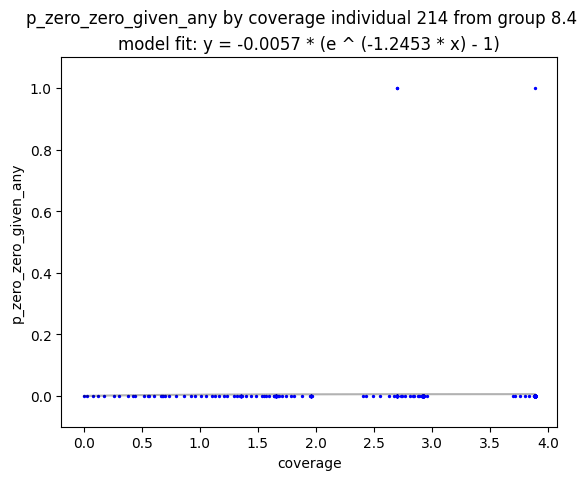 p_zero_zero_given_any by coverage individual 214 from group 8.4
model fit: y = -0.0057 * (e ^ (-1.2453 * x) - 1)
p_zero_zero_given_any
1.0
0.8
0.6
0.4
0.2
0.0
0.0 0.5 1.0 1.5 2.0 2.5 3.0 3.5 4.0
coverage